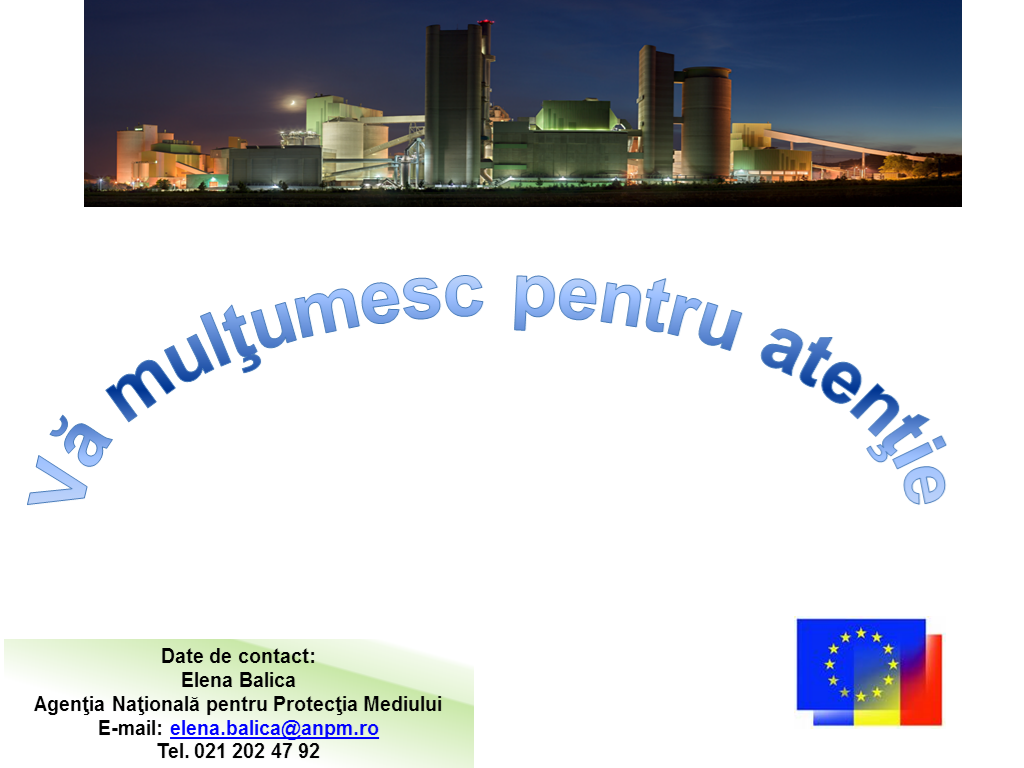 Vă mulţumesc pentru atenţie
Date de contact:
Elena Balica
Agenţia Naţională pentru Protecţia Mediului
E-mail: elena.balica@anpm.ro
Tel. 021 202 47 92